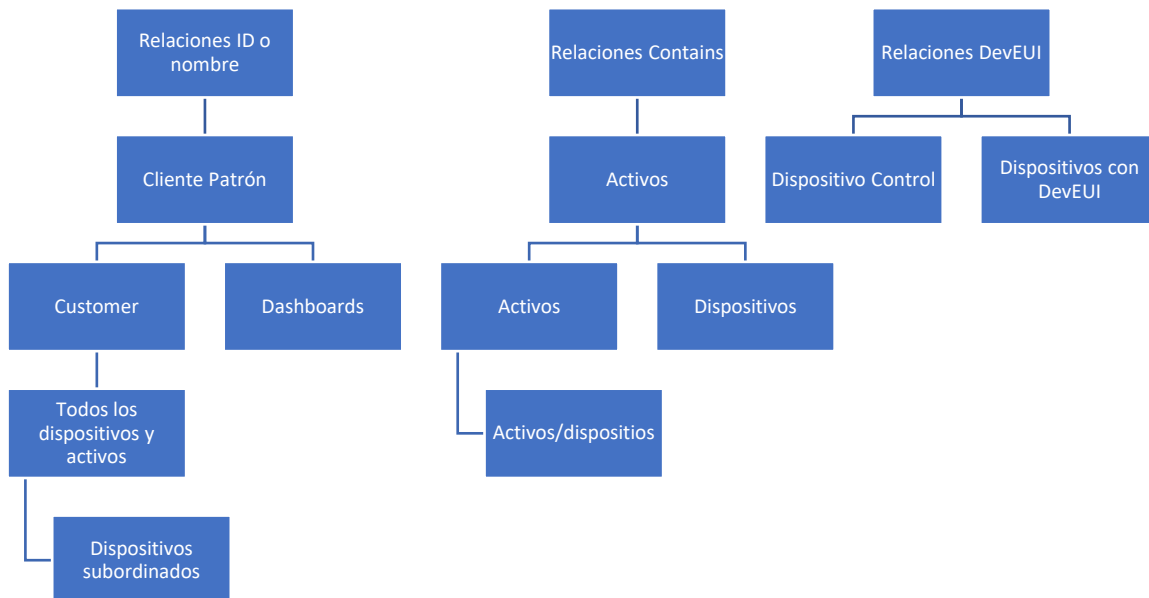 Relaciones ID o
nombre
Relaciones Contains
Relaciones DevEUI
Cliente Patrón
Activos
Dispositivo Control
Dispositivos con
DevEUI
Customer
Dashboards
Activos
Dispositivos
Todos los
dispositivos y
activos
Activos/dispositios
Dispositivos
subordinados